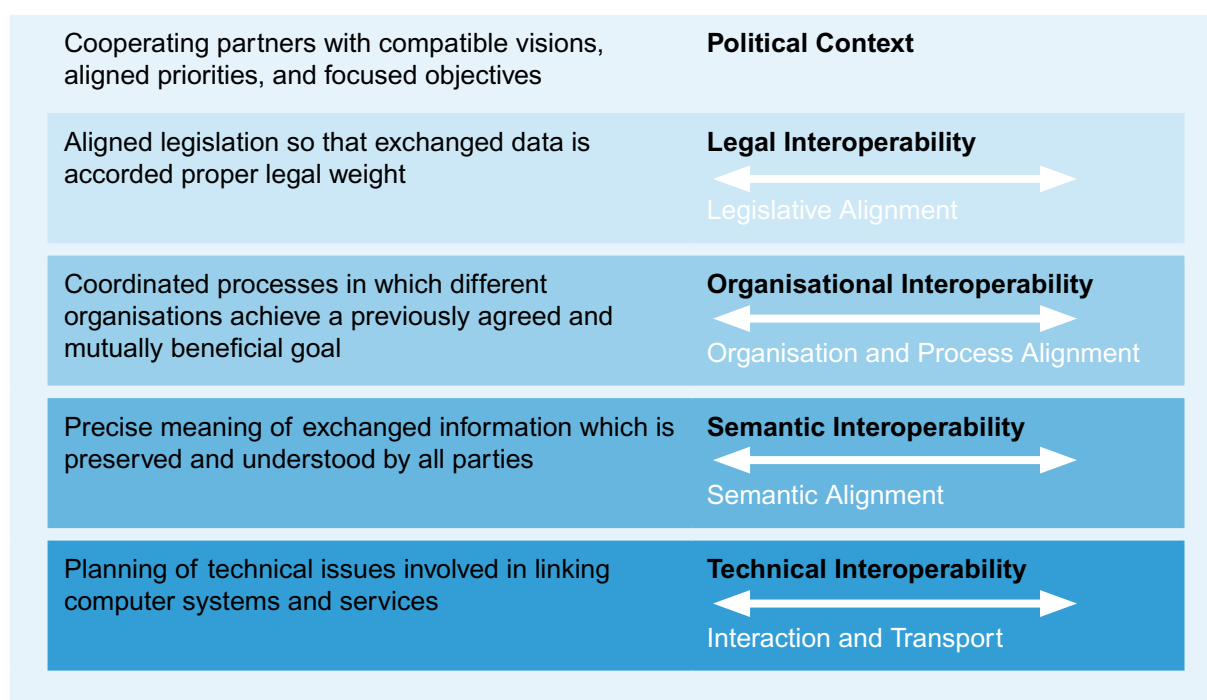 Cooperating partners with compatible visions,
aligned priorities, and focused objectives
Political Context
Aligned legislation so that exchanged data is
accorded proper legal weight
Legal Interoperability
Legislative Alignment
Coordinated processes in which different
organisations achieve a previously agreed and
mutually beneficial goal
Organisational Interoperability
Organisation and Process Alignment
Precise meaning of exchanged information which is
preserved and understood by all parties
Semantic Interoperability
Semantic Alignment
Planning of technical issues involved in linking
computer systems and services
Technical Interoperability
Interaction and Transport